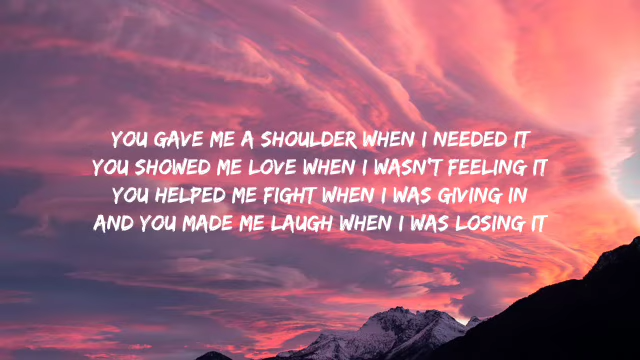 YOU GAVE ME A SHOULDER WHEN I NEEDED IT
YOU SHOWED ME LOVE WHEN I WASN'T FEELING IT
YOU HELPED ME FIGHT WHEN I WAS GIVING IN
AND YOU MADE ME LAUGH WHEN I WAS LOSING IT